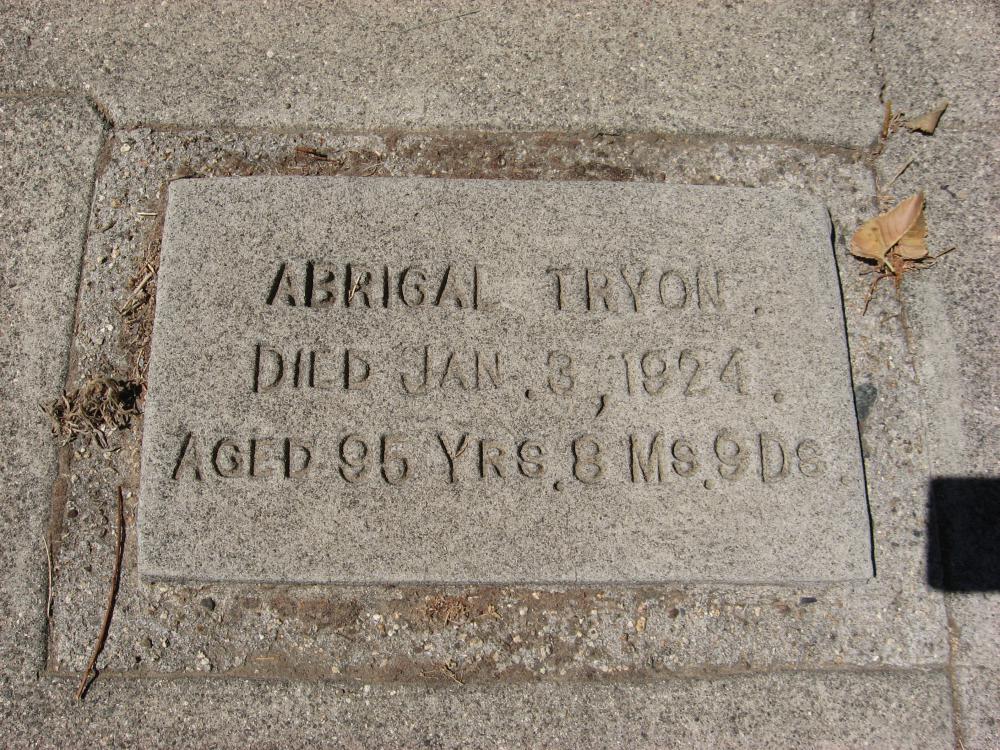 ABRIGAL TRYON.
DIED JAN. 3, 1924.
AGED 95 YRS. 8 MS. 9 DS.